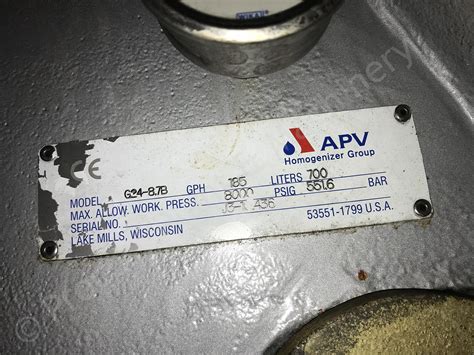 CE
APV
Homogenizer Group
MODEL G24-8.7B GPH 185 LITERS 700
MAX. ALLOW. WORK. PRESS. 8000 PSIG 551.6 BAR
SERIAL NO. 436
LAKE MILLS, WISCONSIN 53551-1799 U.S.A.